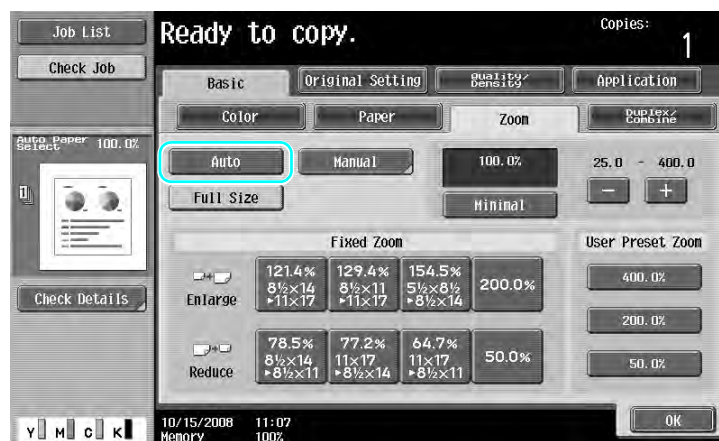 Job List
Ready to copy.
Copies:
1
Check Job
Basic
Original Setting
Quality/
Density
Application
Color
Paper
Zoom
Duplex/
Combine
Auto Paper
Select
100.0%
Auto
Manual
100.0%
25.0 - 400.0
Full Size
Minimal
− +
1
Fixed Zoom
User Preset Zoom
Enlarge
121.4%
8½×14
▸11×17
129.4%
8½×11
▸11×17
154.5%
5½×8½
▸8½×14
200.0%
400.0%
Check Details
200.0%
Reduce
78.5%
8½×14
▸8½×11
77.2%
11×17
▸8½×14
64.7%
11×17
▸8½×11
50.0%
50.0%
Y M C K
10/15/2008 11:07
Memory 100%
OK